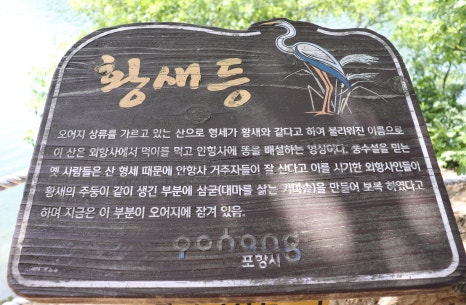 황새등
오어지 상류를 가르고 있는 산으로 형세가 황새와 같다고 하여 불리워진 이름으로
이 산은 외항사에서 먹이를 먹고 안항사에 똥을 배설하는 형상이다. 풍수설을 믿는
옛 사람들은 산 형세 때문에 안항사 거주자들이 잘 산다고 이를 시기한 외항사인들이
황새의 주둥이 같이 생긴 부분에 삼굿(대마를 삶는 가마솥)을 만들어 보복 하였다고
하며 지금은 이 부분이 오어지에 잠겨 있음.
pohang
포항시